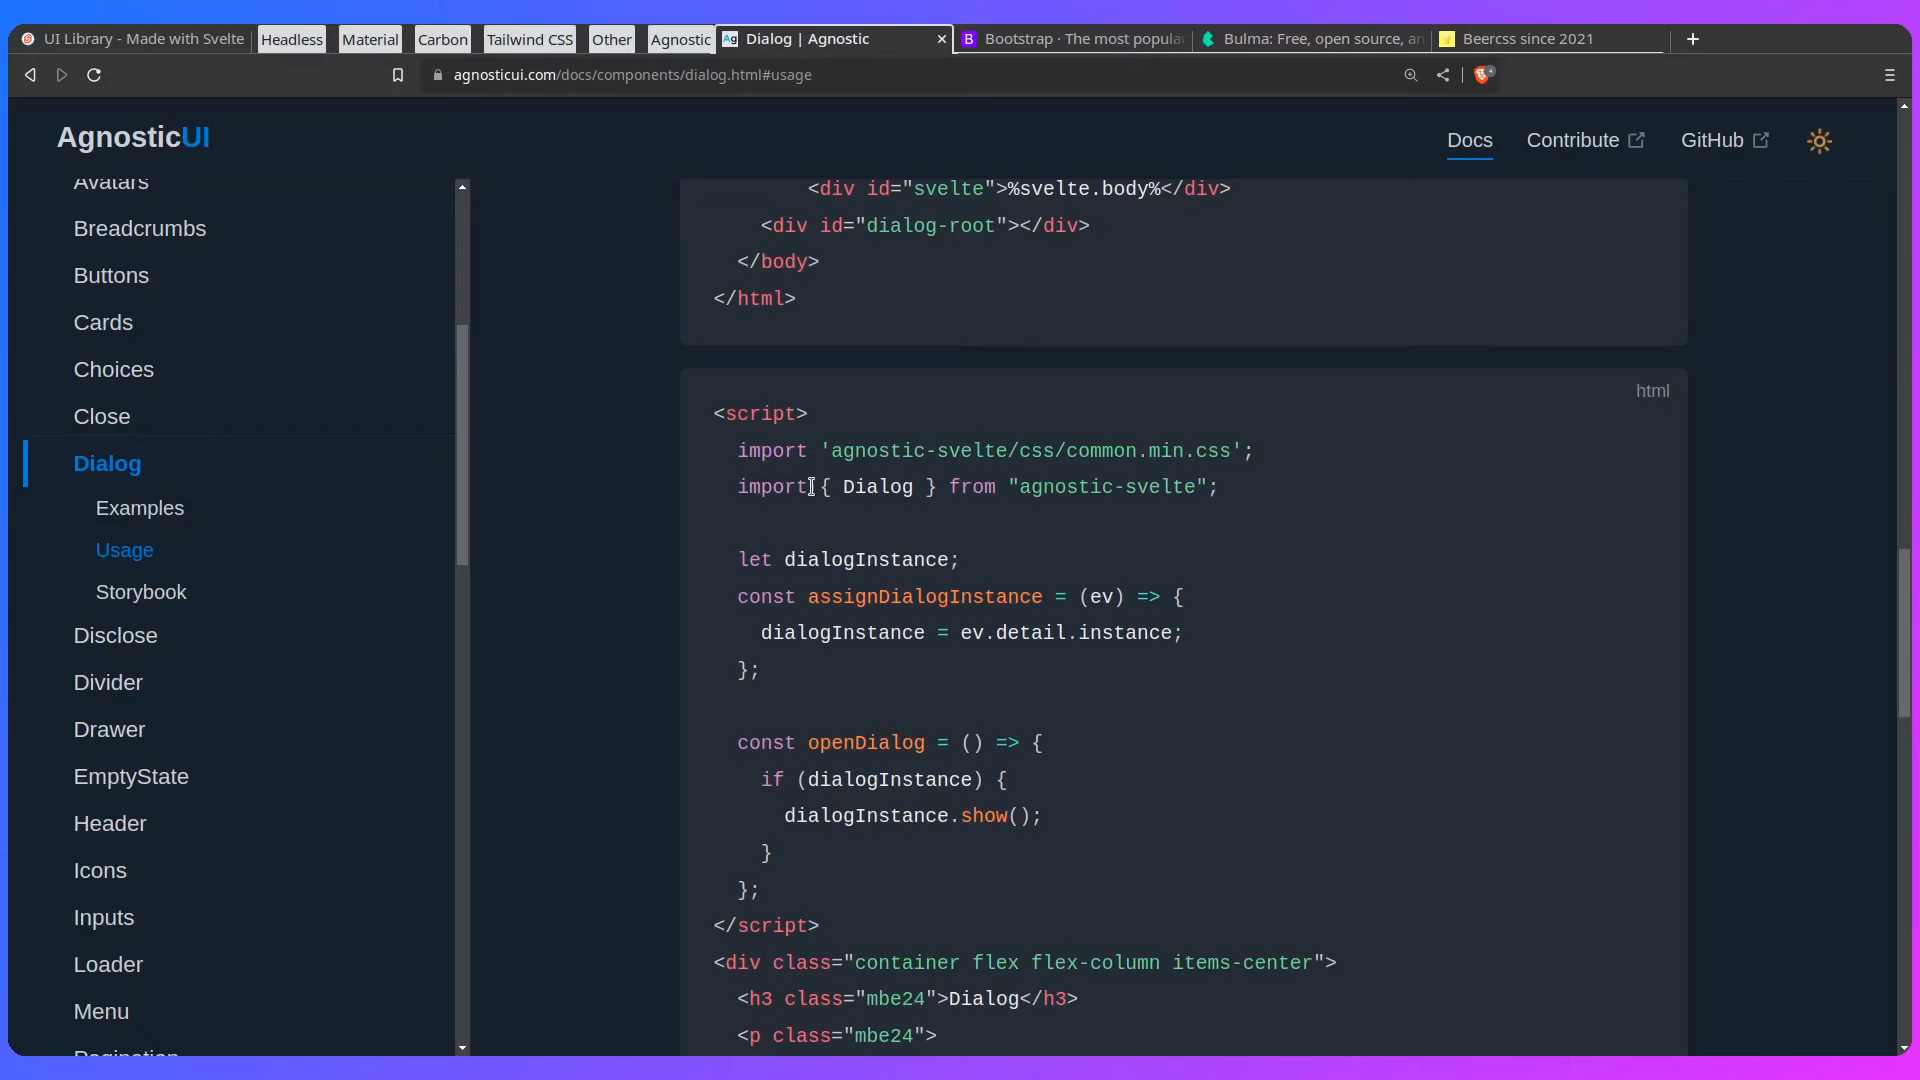 UI Library - Made with Svelte
Headless
Material
Carbon
Tailwind CSS
Other
Agnostic
Ag Dialog | Agnostic
B Bootstrap · The most popula
Bulma: Free, open source, an
Beercss since 2021
agnosticui.com/docs/components/dialog.html#usage
4
AgnosticUI
Docs
Contribute
GitHub
Avatars
Breadcrumbs
Buttons
Cards
Choices
Close
Dialog
Examples
Usage
Storybook
Disclose
Divider
Drawer
EmptyState
Header
Icons
Inputs
Loader
Menu
Pagination
<div id="svelte">%svelte.body%</div>
<div id="dialog-root"></div>
</body>
</html>
html
<script>
import 'agnostic-svelte/css/common.min.css';
import { Dialog } from "agnostic-svelte";
let dialogInstance;
const assignDialogInstance = (ev) => {
dialogInstance = ev.detail.instance;
};
const openDialog = () => {
if (dialogInstance) {
dialogInstance.show();
}
};
</script>
<div class="container flex flex-column items-center">
<h3 class="mbe24">Dialog</h3>
<p class="mbe24">